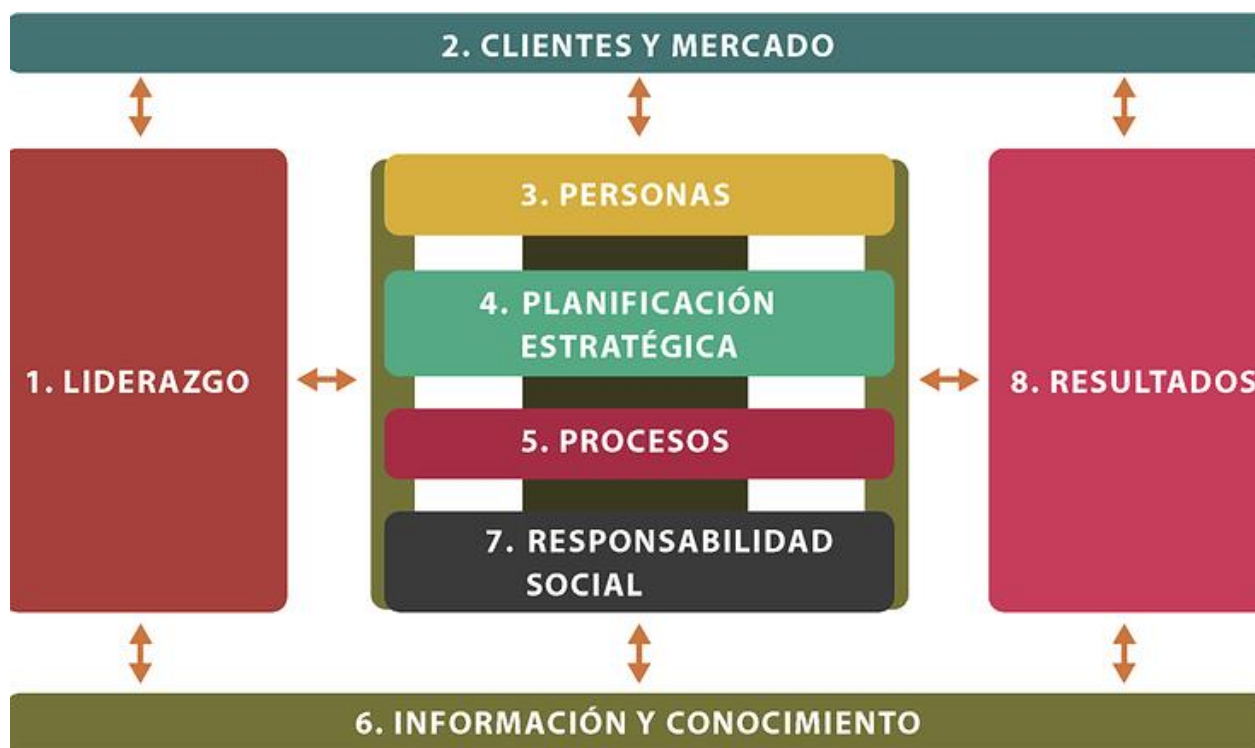 2. CLIENTES Y MERCADO
3. PERSONAS
4. PLANIFICACIÓN
ESTRATÉGICA
1. LIDERAZGO
8. RESULTADOS
5. PROCESOS
7. RESPONSABILIDAD
SOCIAL
6. INFORMACIÓN Y CONOCIMIENTO